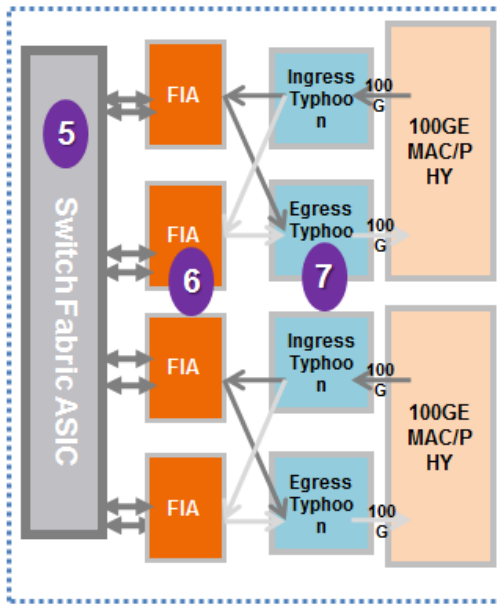 5
Switch Fabric ASIC
FIA
Ingress
Typhoo
n
100
G
100GE
MAC/P
HY
FIA
6
Egress
Typhoo
n
7
100
G
FIA
Ingress
Typhoo
n
100
G
100GE
MAC/P
HY
FIA
Egress
Typhoo
n
100
G